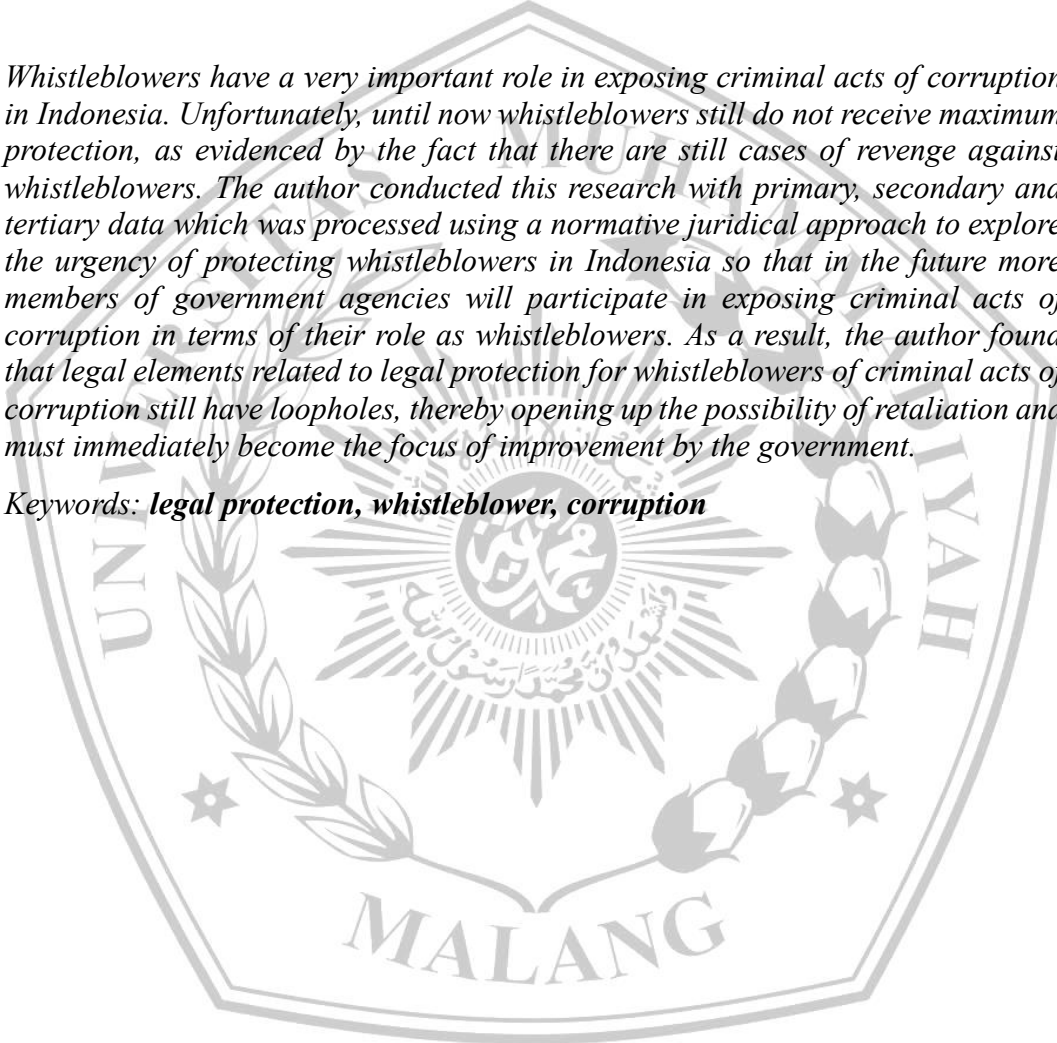 Whistleblowers have a very important role in exposing criminal acts of corruption
in Indonesia. Unfortunately, until now whistleblowers still do not receive maximum
protection, as evidenced by the fact that there are still cases of revenge against
whistleblowers. The author conducted this research with primary, secondary and
tertiary data which was processed using a normative juridical approach to explore
the urgency of protecting whistleblowers in Indonesia so that in the future more
members of government agencies will participate in exposing criminal acts of
corruption in terms of their role as whistleblowers. As a result, the author found
that legal elements related to legal protection for whistleblowers of criminal acts of
corruption still have loopholes, thereby opening up the possibility of retaliation and
must immediately become the focus of improvement by the government.
Keywords: legal protection, whistleblower, corruption
UNIVERSITAS MUHAMMADIYAH
MALANG